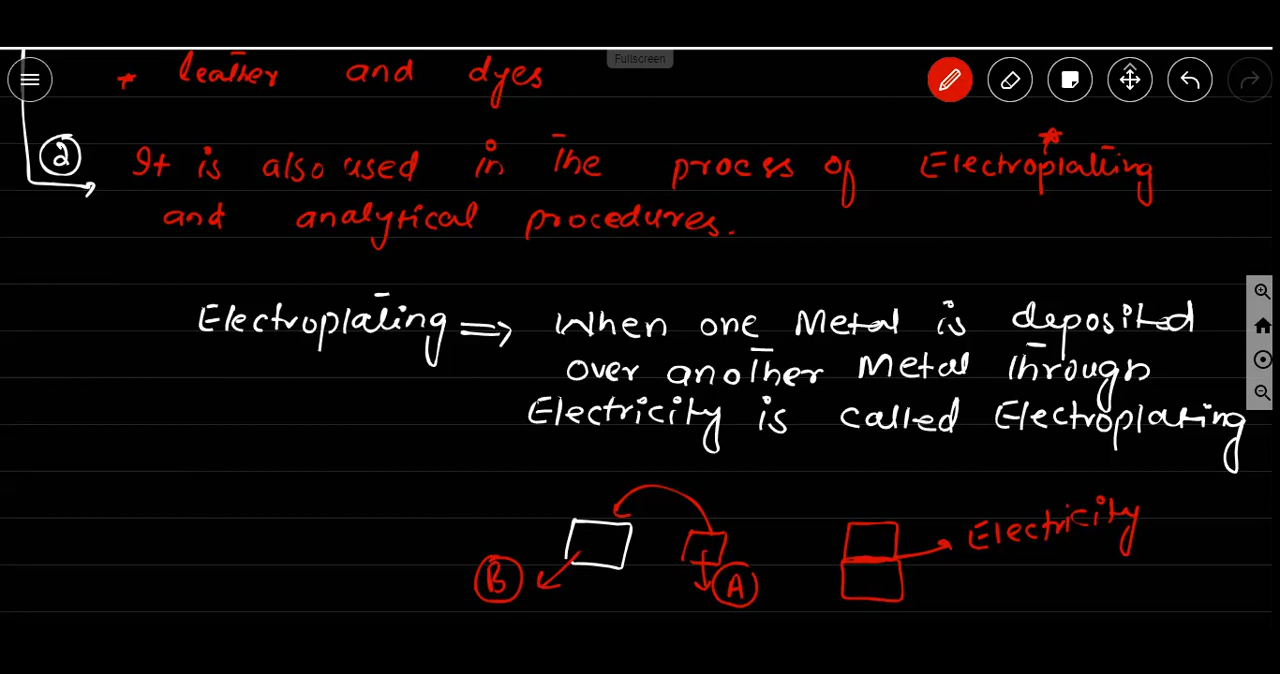 Fullscreen
* leather and dyes
② It is also used in the process of Electroplating
and analytical procedures.
Electroplating ⇒ When one Metal is deposited
over another Metal through
Electricity is called Electroplating
Electricity
B A